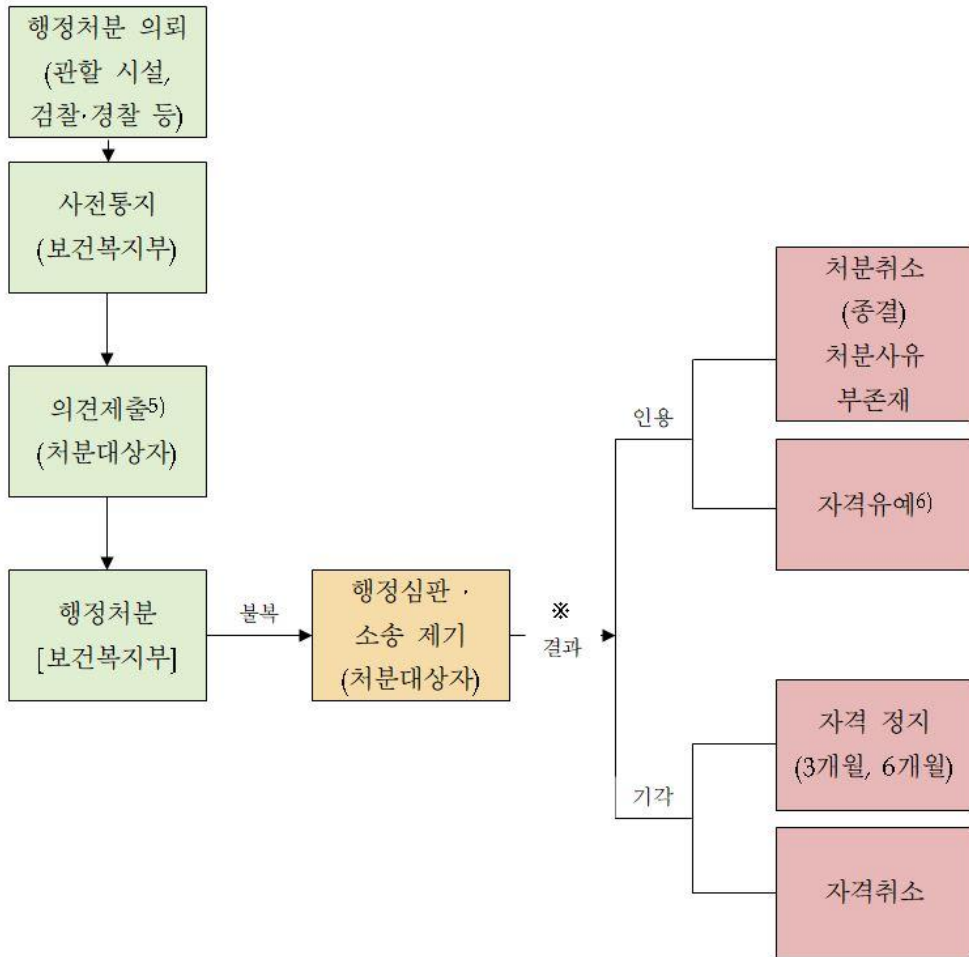 행정처분 의뢰
(관할 시설,
검찰·경찰 등)
사전통지
(보건복지부)
의견제출5)
(처분대상자)
행정처분
[보건복지부]
불복
행정심판 ·
소송 제기
(처분대상자)
※
결과
인용
처분취소
(종결)
처분사유
부존재
자격유예6)
기각
자격 정지
(3개월, 6개월)
자격취소